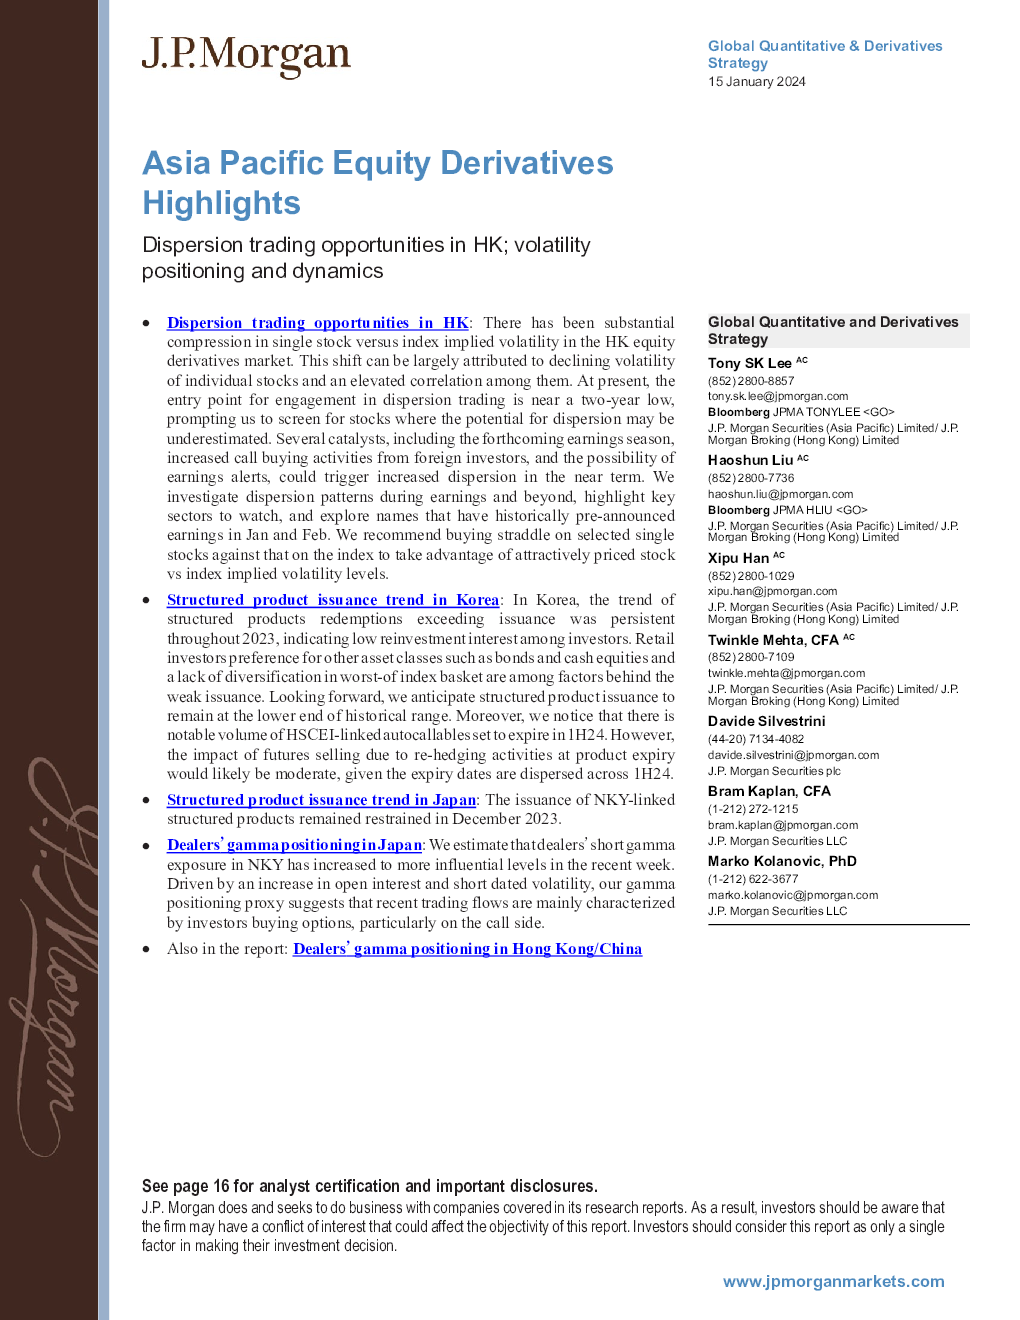 J.P.Morgan
Global Quantitative & Derivatives
Strategy
15 January 2024
Asia Pacific Equity Derivatives
Highlights
Dispersion trading opportunities in HK; volatility
positioning and dynamics
• Dispersion trading opportunities in HK: There has been substantial
compression in single stock versus index implied volatility in the HK equity
derivatives market. This shift can be largely attributed to declining volatility
of individual stocks and an elevated correlation among them. At present, the
entry point for engagement in dispersion trading is near a two-year low,
prompting us to screen for stocks where the potential for dispersion may be
underestimated. Several catalysts, including the forthcoming earnings season,
increased call buying activities from foreign investors, and the possibility of
earnings alerts, could trigger increased dispersion in the near term. We
investigate dispersion patterns during earnings and beyond, highlight key
sectors to watch, and explore names that have historically pre-announced
earnings in Jan and Feb. We recommend buying straddle on selected single
stocks against that on the index to take advantage of attractively priced stock
vs index implied volatility levels.
• Structured product issuance trend in Korea: In Korea, the trend of
structured products redemptions exceeding issuance was persistent
throughout 2023, indicating low reinvestment interest among investors. Retail
investors preference for other asset classes such as bonds and cash equities and
a lack of diversification in worst-of index basket are among factors behind the
weak issuance. Looking forward, we anticipate structured product issuance to
remain at the lower end of historical range. Moreover, we notice that there is
notable volume of HSCEI-linked autocallables set to expire in 1H24. However,
the impact of futures selling due to re-hedging activities at product expiry
would likely be moderate, given the expiry dates are dispersed across 1H24.
• Structured product issuance trend in Japan: The issuance of NKY-linked
structured products remained restrained in December 2023.
• Dealers' gamma positioning in Japan: We estimate that dealers' short gamma
exposure in NKY has increased to more influential levels in the recent week.
Driven by an increase in open interest and short dated volatility, our gamma
positioning proxy suggests that recent trading flows are mainly characterized
by investors buying options, particularly on the call side.
• Also in the report: Dealers' gamma positioning in Hong Kong/China
Global Quantitative and Derivatives
Strategy
Tony SK Lee AC
(852) 2800-8857
tony.sk.lee@jpmorgan.com
Bloomberg JPMA TONYLEE <GO>
J.P. Morgan Securities (Asia Pacific) Limited/ J.P.
Morgan Broking (Hong Kong) Limited
Haoshun Liu AC
(852) 2800-7736
haoshun.liu@jpmorgan.com
Bloomberg JPMA HLIU <GO>
J.P. Morgan Securities (Asia Pacific) Limited/ J.P.
Morgan Broking (Hong Kong) Limited
Xipu Han AC
(852) 2800-1029
xipu.han@jpmorgan.com
J.P. Morgan Securities (Asia Pacific) Limited/ J.P.
Morgan Broking (Hong Kong) Limited
Twinkle Mehta, CFA AC
(852) 2800-7109
twinkle.mehta@jpmorgan.com
J.P. Morgan Securities (Asia Pacific) Limited/ J.P.
Morgan Broking (Hong Kong) Limited
Davide Silvestrini
(44-20) 7134-4082
davide.silvestrini@jpmorgan.com
J.P. Morgan Securities plc
Bram Kaplan, CFA
(1-212) 272-1215
bram.kaplan@jpmorgan.com
J.P. Morgan Securities LLC
Marko Kolanovic, PhD
(1-212) 622-3677
marko.kolanovic@jpmorgan.com
J.P. Morgan Securities LLC
J.P. Morgan
See page 16 for analyst certification and important disclosures.
J.P. Morgan does and seeks to do business with companies covered in its research reports. As a result, investors should be aware that
the firm may have a conflict of interest that could affect the objectivity of this report. Investors should consider this report as only a single
factor in making their investment decision.
www.jpmorganmarkets.com